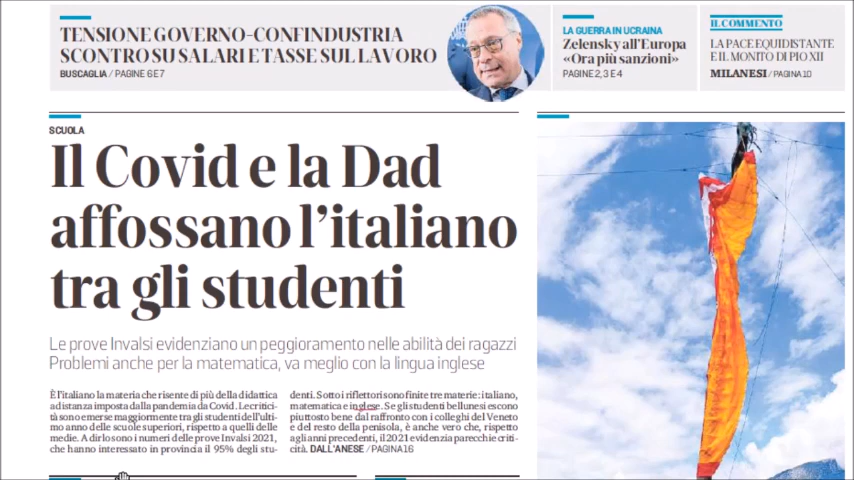 TENSIONE GOVERNO-CONFINDUSTRIA
SCONTRO SU SALARI E TASSE SUL LAVORO
BUSCAGLIA / PAGINE 6 E 7
LA GUERRA IN UCRAINA
Zelensky all'Europa
«Ora più sanzioni»
PAGINE 2, 3 E 4
IL COMMENTO
LA PACE EQUIDISTANTE
E IL MONITO DI PIO XII
MILANESI / PAGINA 10
SCUOLA
Il Covid e la Dad
affossano l'italiano
tra gli studenti
Le prove Invalsi evidenziano un peggioramento nelle abilità dei ragazzi
Problemi anche per la matematica, va meglio con la lingua inglese
È l'italiano la materia che risente di più della didattica
a distanza imposta dalla pandemia da Covid. Le critici-
tà sono emerse maggiormente tra gli studenti dell'ulti-
mo anno delle scuole superiori, rispetto a quelli delle
medie. A dirlo sono i numeri delle prove Invalsi 2021,
che hanno interessato in provincia il 95% degli stu-
denti. Sotto i riflettori sono finite tre materie: italiano,
matematica e inglese. Se gli studenti bellunesi escono
piuttosto bene dal raffronto con i colleghi del Veneto
e del resto della penisola, è anche vero che, rispetto
agli anni precedenti, il 2021 evidenzia parecchie criti-
cità. DALL'ANESE / PAGINA 16